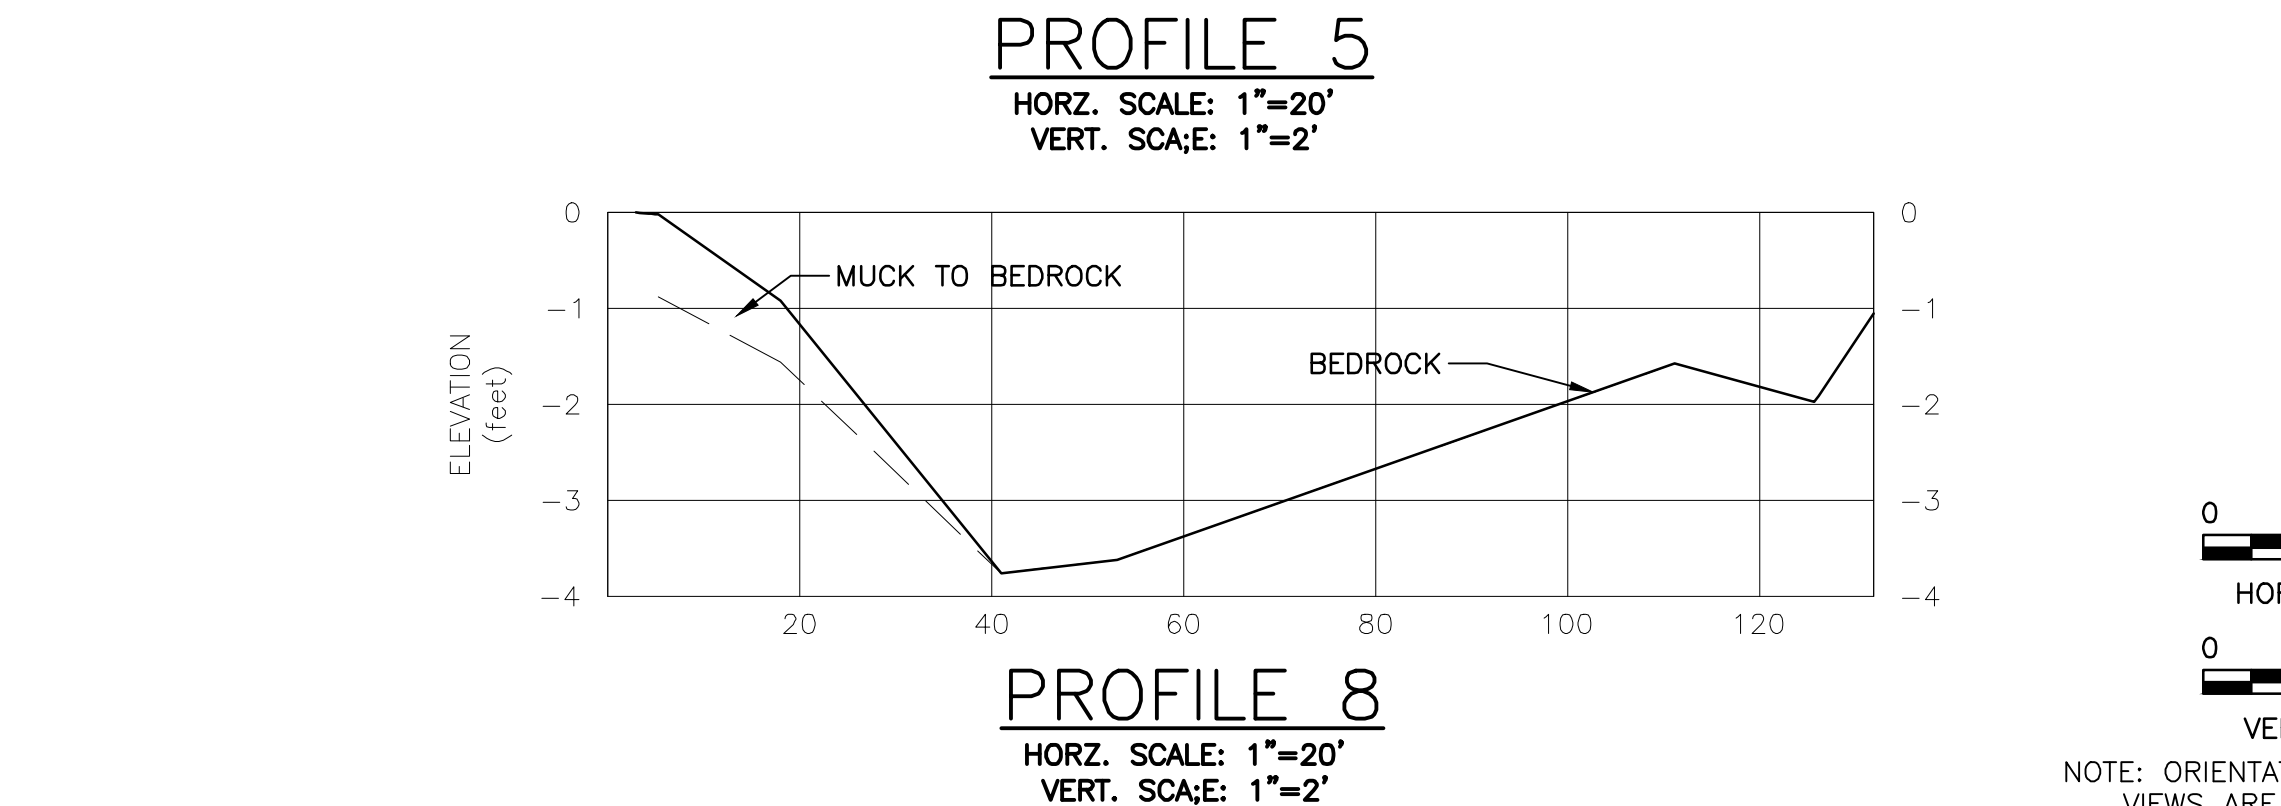 PROFILE 5
HORZ. SCALE: 1"=20'
VERT. SCA;E: 1"=2'
0
0
MUCK TO BEDROCK
-1
-1
ELEVATION
(feet)
BEDROCK
-2
-2
-3
-3
0
-4
-4
20
40
60
80
100
120
0
PROFILE 8
HORZ. SCALE: 1"=20'
VERT. SCA;E: 1"=2'
NOTE:
VIEWS ARE